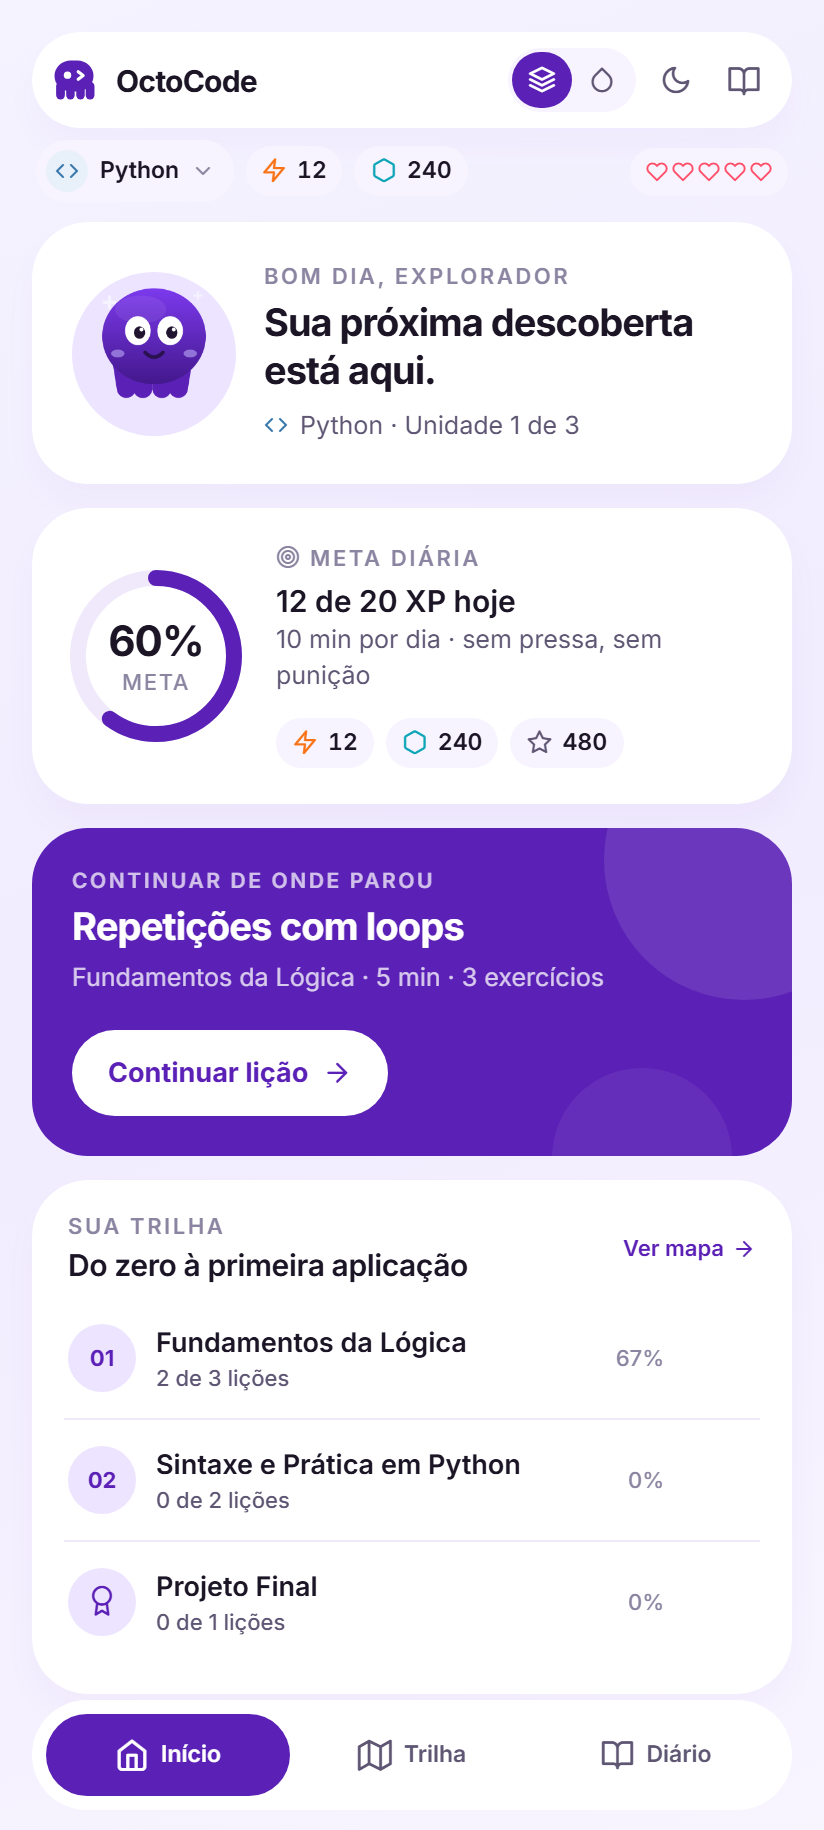 OctoCode
Python 12 240
BOM DIA, EXPLORADOR
Sua próxima descoberta
está aqui.
Python · Unidade 1 de 3
60%
META
META DIÁRIA
12 de 20 XP hoje
10 min por dia · sem pressa, sem
punição
12 240 480
CONTINUAR DE ONDE PAROU
Repetições com loops
Fundamentos da Lógica · 5 min · 3 exercícios
Continuar lição
SUA TRILHA
Do zero à primeira aplicação
Ver mapa
01
Fundamentos da Lógica
2 de 3 lições
67%
02
Sintaxe e Prática em Python
0 de 2 lições
0%
Projeto Final
0 de 1 lições
0%
Início Trilha Diário